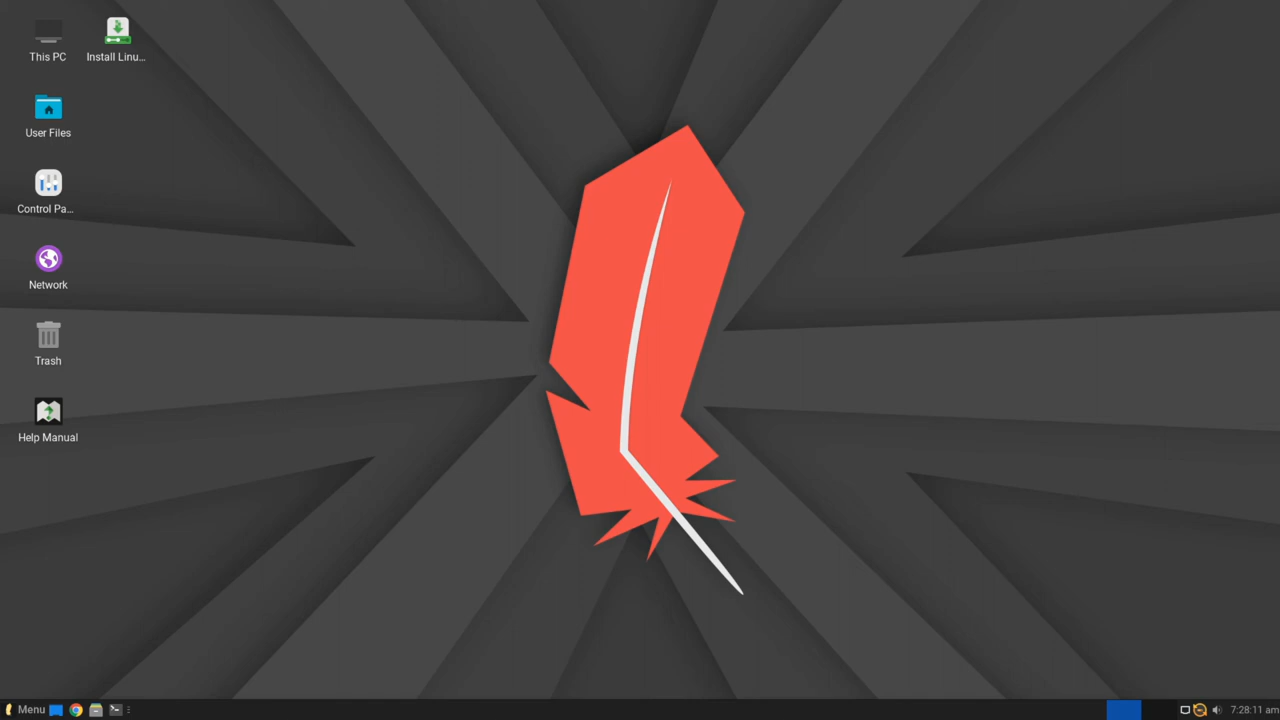 This PC
Install Linu...
User Files
Control Pa...
Network
Trash
Help Manual
Menu
7:28:11 am